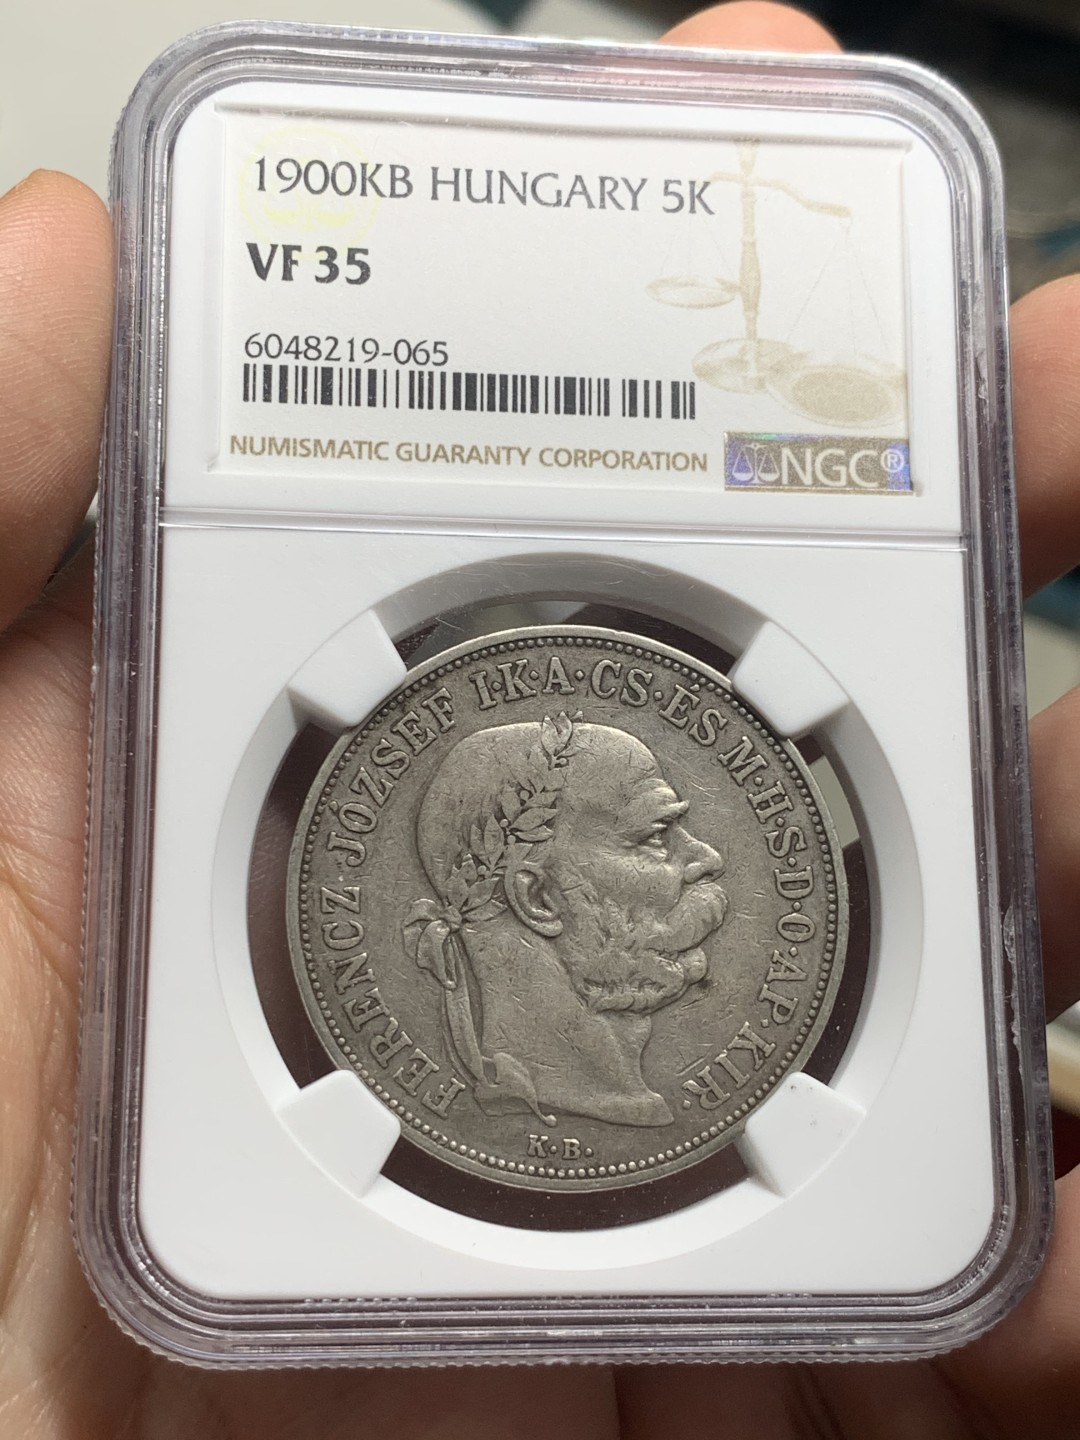 1900KB HUNGARY 5K
VF 35
6048219-065
NUMISMATIC GUARANTY CORPORATION
NGC®
FERENCZ JÓZSEF I·K·A·CS·ÉS M·H·S·D·O·AP·KIR·
K·B·